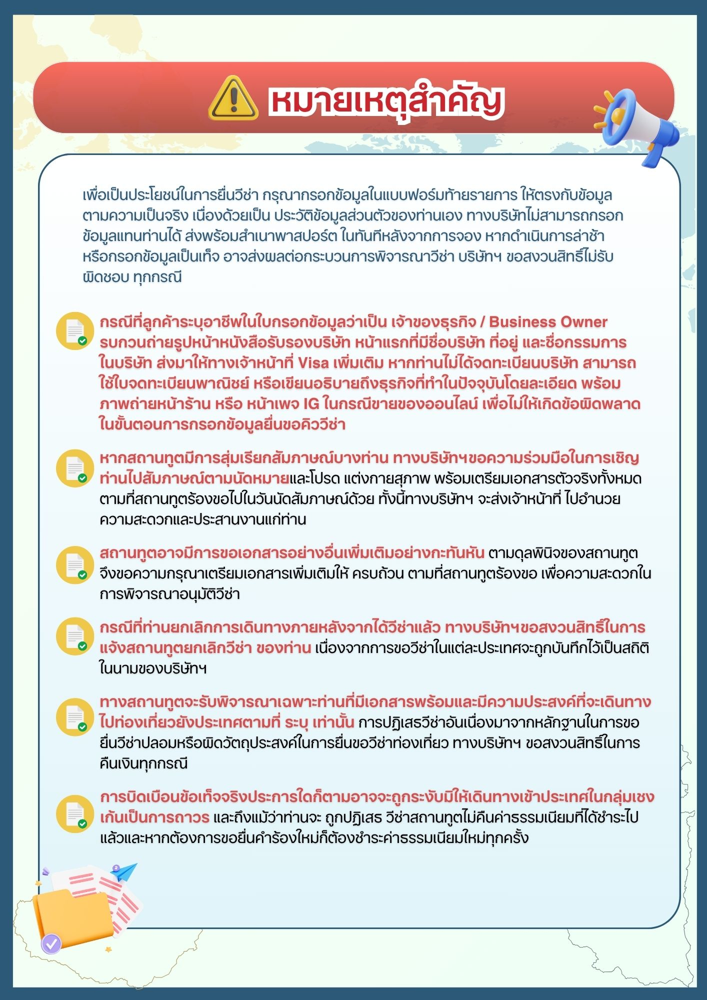 หมายเหตุสำคัญ
เพื่อเป็นประโยชน์ในการยื่นวีซ่า กรุณากรอกข้อมูลในแบบฟอร์มท้ายรายการ ให้ตรงกับข้อมูล
ตามความเป็นจริง เนื่องด้วยเป็น ประวัติข้อมูลส่วนตัวของท่านเอง ทางบริษัทไม่สามารถกรอก
ข้อมูลแทนท่านได้ ส่งพร้อมสำเนาพาสปอร์ต ในทันทีหลังจากการจอง หากดำเนินการล่าช้า
หรือกรอกข้อมูลเป็นเท็จ อาจส่งผลต่อกระบวนการพิจารณาวีซ่า บริษัทฯ ขอสงวนสิทธิ์ไม่รับ
ผิดชอบ ทุกกรณี
กรณีที่ลูกค้าระบุอาชีพในใบกรอกข้อมูลว่าเป็น เจ้าของธุรกิจ / Business Owner
รบกวนถ่ายรูปหน้าหนังสือรับรองบริษัท หน้าแรกที่มีชื่อบริษัท ที่อยู่ และชื่อกรรมการ
ในบริษัท ส่งมาให้ทางเจ้าหน้าที่ Visa เพิ่มเติม หากท่านไม่ได้จดทะเบียนบริษัท สามารถ
ใช้ใบจดทะเบียนพาณิชย์ หรือเขียนอธิบายถึงธุรกิจที่ทำในปัจจุบันโดยละเอียด พร้อม
ภาพถ่ายหน้าร้าน หรือ หน้าเพจ IG ในกรณีขายของออนไลน์ เพื่อไม่ให้เกิดข้อผิดพลาด
ในขั้นตอนการกรอกข้อมูลยื่นขอคิววีซ่า
หากสถานทูตมีการสุ่มเรียกสัมภาษณ์บางท่าน ทางบริษัทฯขอความร่วมมือในการเชิญ
ท่านไปสัมภาษณ์ตามนัดหมายและโปรด แต่งกายสุภาพ พร้อมเตรียมเอกสารตัวจริงทั้งหมด
ตามที่สถานทูตร้องขอไปในวันนัดสัมภาษณ์ด้วย ทั้งนี้ทางบริษัทฯ จะส่งเจ้าหน้าที่ ไปอำนวย
ความสะดวกและประสานงานแก่ท่าน
สถานทูตอาจมีการขอเอกสารอย่างอื่นเพิ่มเติมอย่างกะทันหัน ตามดุลพินิจของสถานทูต
จึงขอความกรุณาเตรียมเอกสารเพิ่มเติมให้ ครบถ้วน ตามที่สถานทูตร้องขอ เพื่อความสะดวกใน
การพิจารณาอนุมัติวีซ่า
กรณีที่ท่านยกเลิกการเดินทางภายหลังจากได้วีซ่าแล้ว ทางบริษัทฯขอสงวนสิทธิ์ในการ
แจ้งสถานทูตยกเลิกวีซ่า ของท่าน เนื่องจากการขอวีซ่าในแต่ละประเทศจะถูกบันทึกไว้เป็นสถิติ
ในนามของบริษัทฯ
ทางสถานทูตจะรับพิจารณาเฉพาะท่านที่มีเอกสารพร้อมและมีความประสงค์ที่จะเดินทาง
ไปท่องเที่ยวยังประเทศตามที่ ระบุ เท่านั้น การปฏิเสธวีซ่าอันเนื่องมาจากหลักฐานในการขอ
ยื่นวีซ่าปลอมหรือผิดวัตถุประสงค์ในการยื่นขอวีซ่าท่องเที่ยว ทางบริษัทฯ ขอสงวนสิทธิ์ในการ
คืนเงินทุกกรณี
การบิดเบือนข้อเท็จจริงประการใดก็ตามอาจจะถูกระงับมิให้เดินทางเข้าประเทศในกลุ่มเชง
เก้นเป็นการถาวร และถึงแม้ว่าท่านจะ ถูกปฏิเสธ วีซ่าสถานทูตไม่คืนค่าธรรมเนียมที่ได้ชำระไป
แล้วและหากต้องการขอยื่นคำร้องใหม่ก็ต้องชำระค่าธรรมเนียมใหม่ทุกครั้ง
2